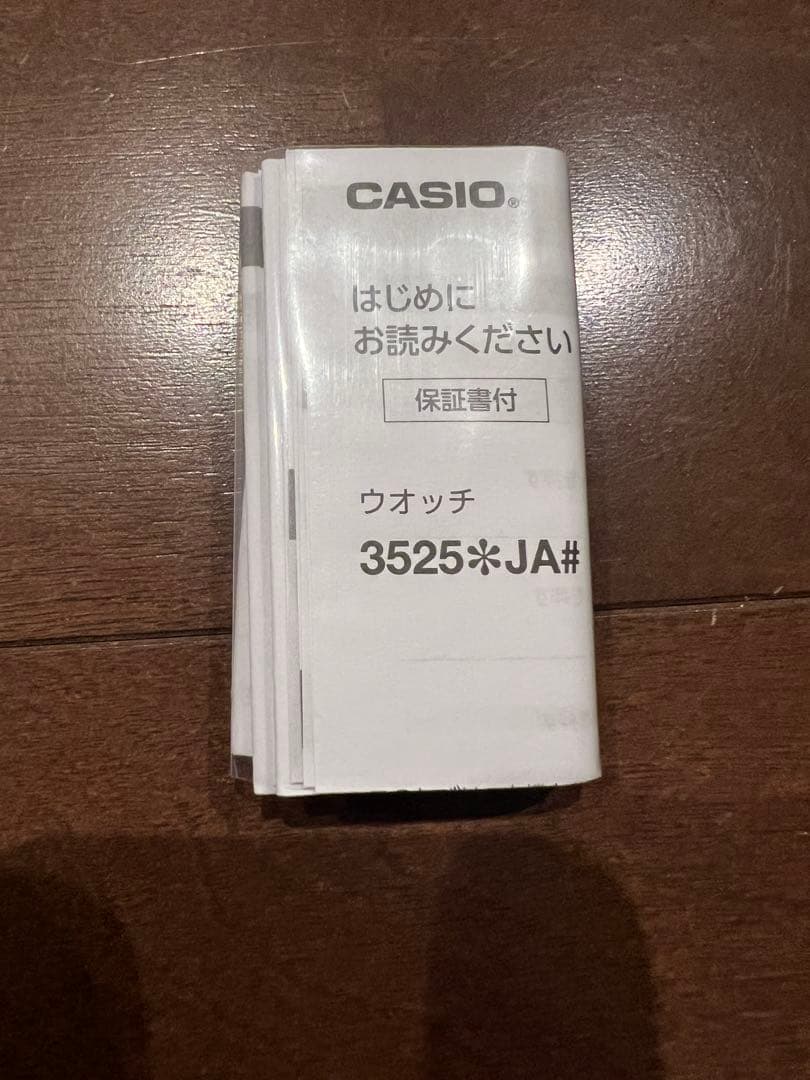 CASIO®
はじめに
お読みください
保証書付
ウオッチ
3525✻JA#